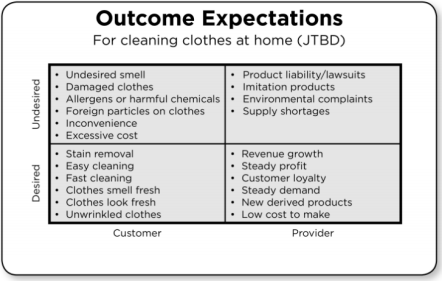 Outcome Expectations
For cleaning clothes at home (JTBD)
Undesired
• Undesired smell
• Damaged clothes
• Allergens or harmful chemicals
• Foreign particles on clothes
• Inconvenience
• Excessive cost
• Product liability/lawsuits
• Imitation products
• Environmental complaints
• Supply shortages
Desired
• Stain removal
• Easy cleaning
• Fast cleaning
• Clothes smell fresh
• Clothes look fresh
• Unwrinkled clothes
• Revenue growth
• Steady profit
• Customer loyalty
• Steady demand
• New derived products
• Low cost to make
Customer
Provider